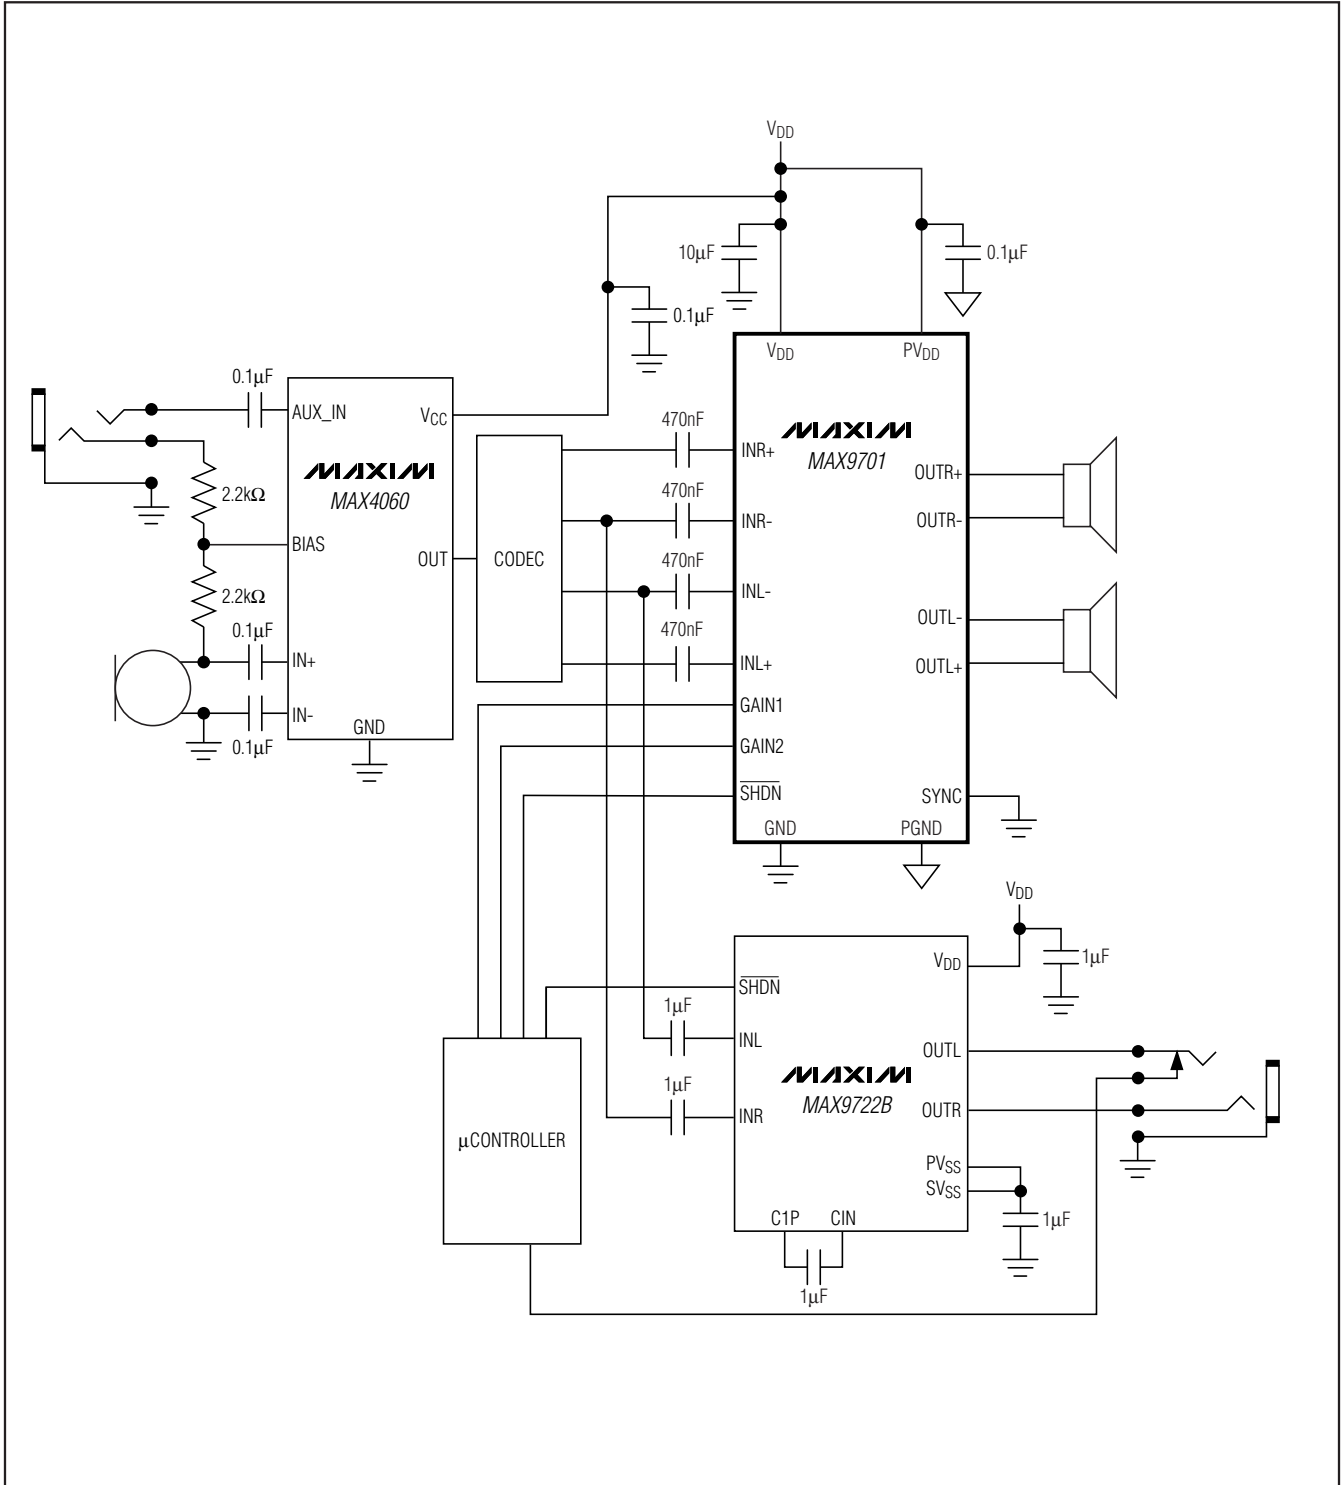 VDD
10µF
0.1µF
0.1µF
VDD
PVDD
0.1µF
AUX_IN
VCC
470nF
INR+
MAXIM
MAX9701
MAXIM
MAX4060
OUTR+
2.2kΩ
470nF
INR-
OUTR-
BIAS
OUT
CODEC
470nF
INL-
2.2kΩ
OUTL-
0.1µF
470nF
IN+
INL+
OUTL+
IN-
GAIN1
GND
0.1µF
GAIN2
SHDN
SYNC
GND
PGND
VDD
VDD
1µF
SHDN
1µF
INL
OUTL
MAXIM
MAX9722B
1µF
INR
OUTR
µCONTROLLER
PVSS
SVSS
C1P
CIN
1µF
1µF